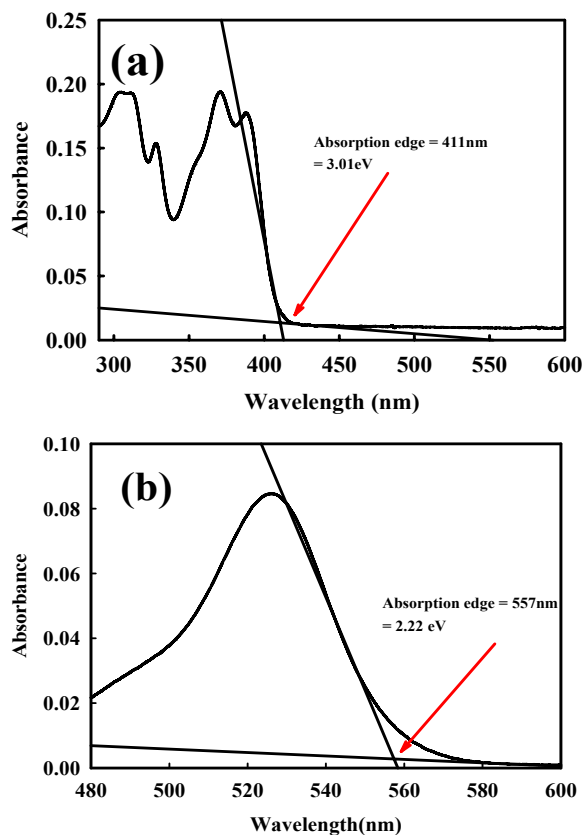 (a)
0.25
0.20
0.15
0.10
0.05
0.00
Absorbance
Absorption edge = 411nm
= 3.01eV
300 350 400 450 500 550 600
Wavelength (nm)
(b)
0.10
0.08
0.06
0.04
0.02
0.00
Absorbance
Absorption edge = 557nm
= 2.22 eV
480 500 520 540 560 580 600
Wavelength(nm)